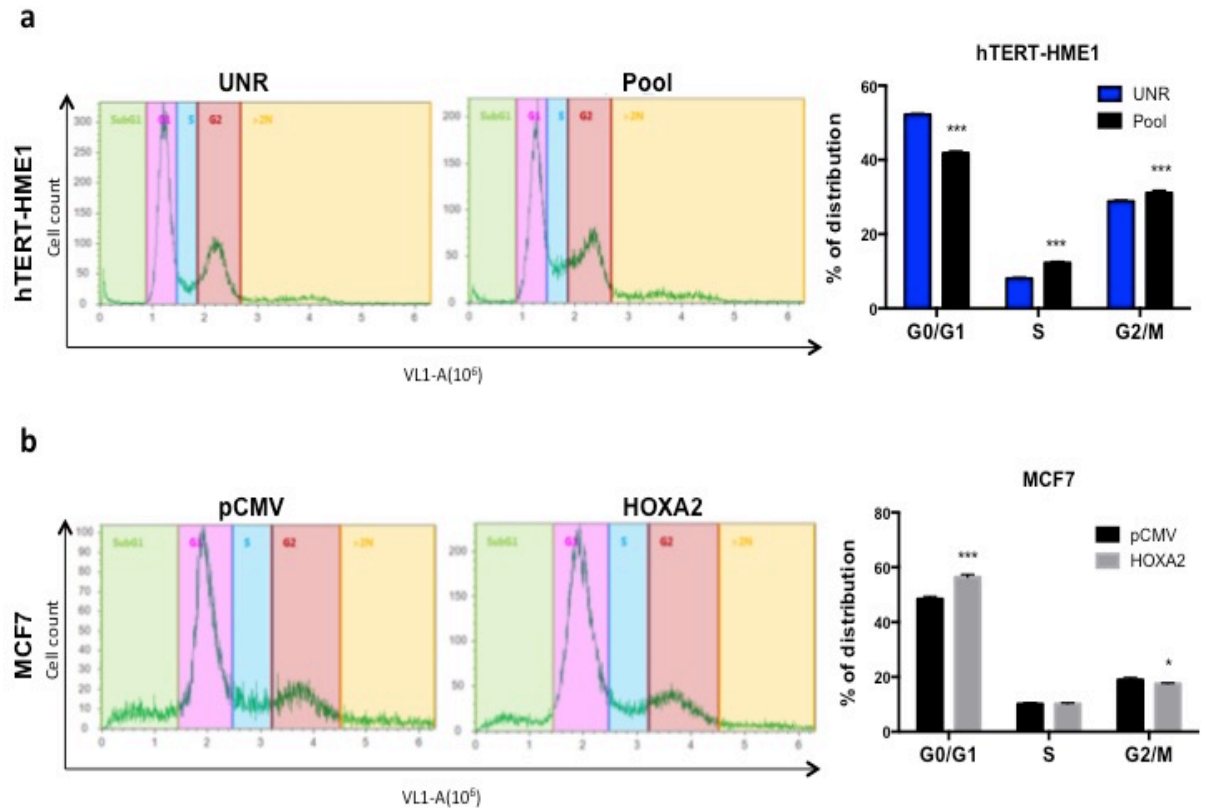 a
UNR
Pool
hTERT-HME1
hTERT-HME1
Cell count
300
250
200
150
100
50
0
SubG1 G1 S G2 >2N
0 1 2 3 4 5 6
200
150
100
50
0
SubG1 G1 S G2 >2N
0 1 2 3 4 5 6
VL1-A(10⁶)
% of distribution
60
40
20
0
UNR
Pool
***
***
***
G0/G1 S G2/M
b
pCMV
HOXA2
MCF7
MCF7
Cell count
100
90
80
70
60
50
40
30
20
10
0
SubG1 G1 S G2 >2N
0 1 2 3 4 5 6
200
150
100
50
0
SubG1 G1 S G2 >2N
0 1 2 3 4 5 6
VL1-A(10⁶)
% of distribution
80
60
40
20
0
pCMV
HOXA2
***
*
G0/G1 S G2/M